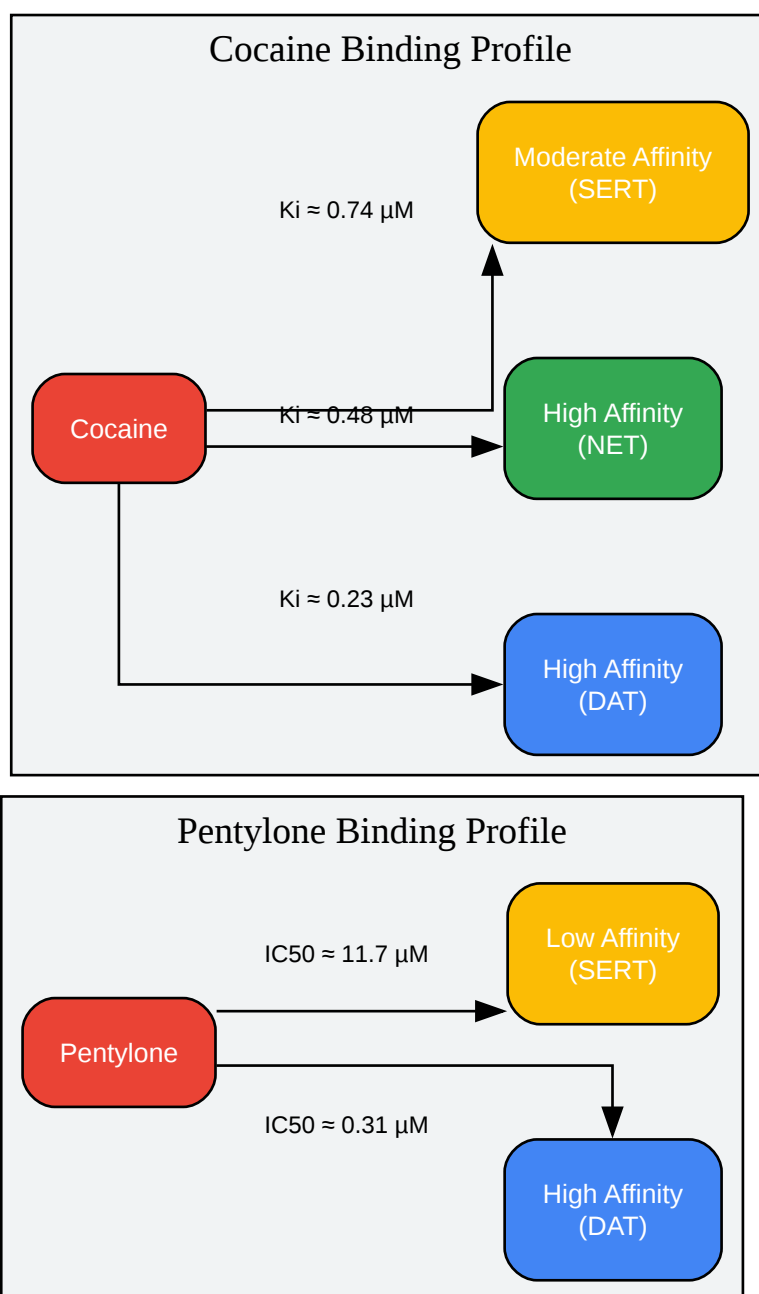 Cocaine Binding Profile
Moderate Affinity
(SERT)
Ki ≈ 0.74 µM
Cocaine
Ki ≈ 0.48 µM
High Affinity
(NET)
Ki ≈ 0.23 µM
High Affinity
(DAT)
Pentylone Binding Profile
Low Affinity
(SERT)
IC50 ≈ 11.7 µM
Pentylone
IC50 ≈ 0.31 µM
High Affinity
(DAT)